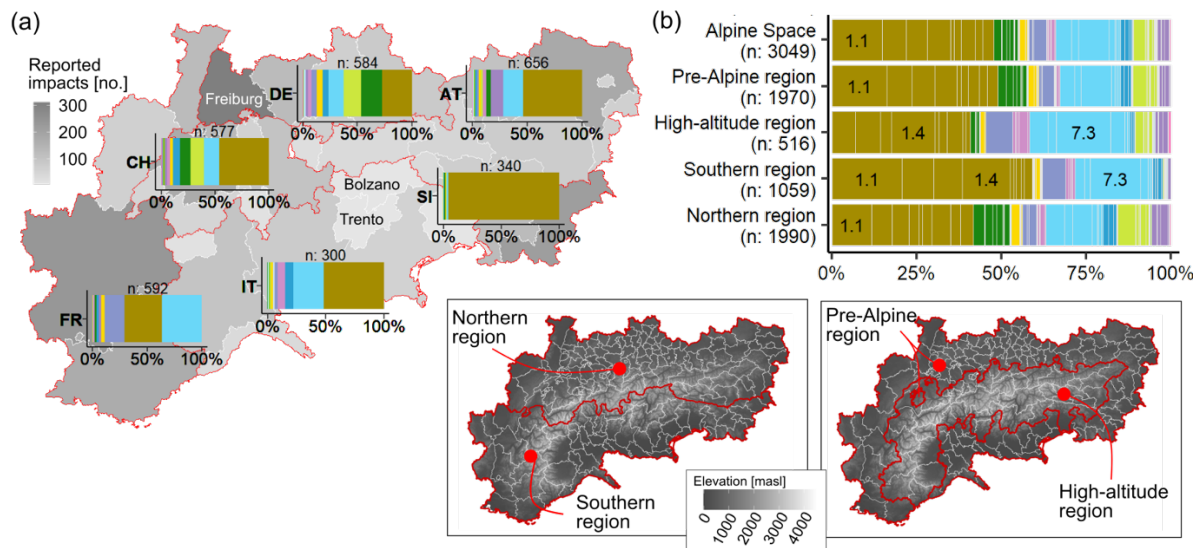 (a)
Reported
impacts [no.]
300
200
100
Freiburg
DE
n: 584
0% 50% 100%
AT
n: 656
0% 50% 100%
CH
n: 577
0% 50% 100%
Bolzano
Trento
SI
n: 340
0% 50% 100%
IT
n: 300
0% 50% 100%
FR
n: 592
0% 50% 100%
(b)
Alpine Space
(n: 3049)
1.1
Pre-Alpine region
(n: 1970)
1.1
High-altitude region
(n: 516)
1.4 7.3
Southern region
(n: 1059)
1.1 1.4 7.3
Northern region
(n: 1990)
1.1
0% 25% 50% 75% 100%
Northern
region
Southern
region
Elevation [masl]
0 1000 2000 3000 4000
Pre-Alpine
region
High-altitude
region